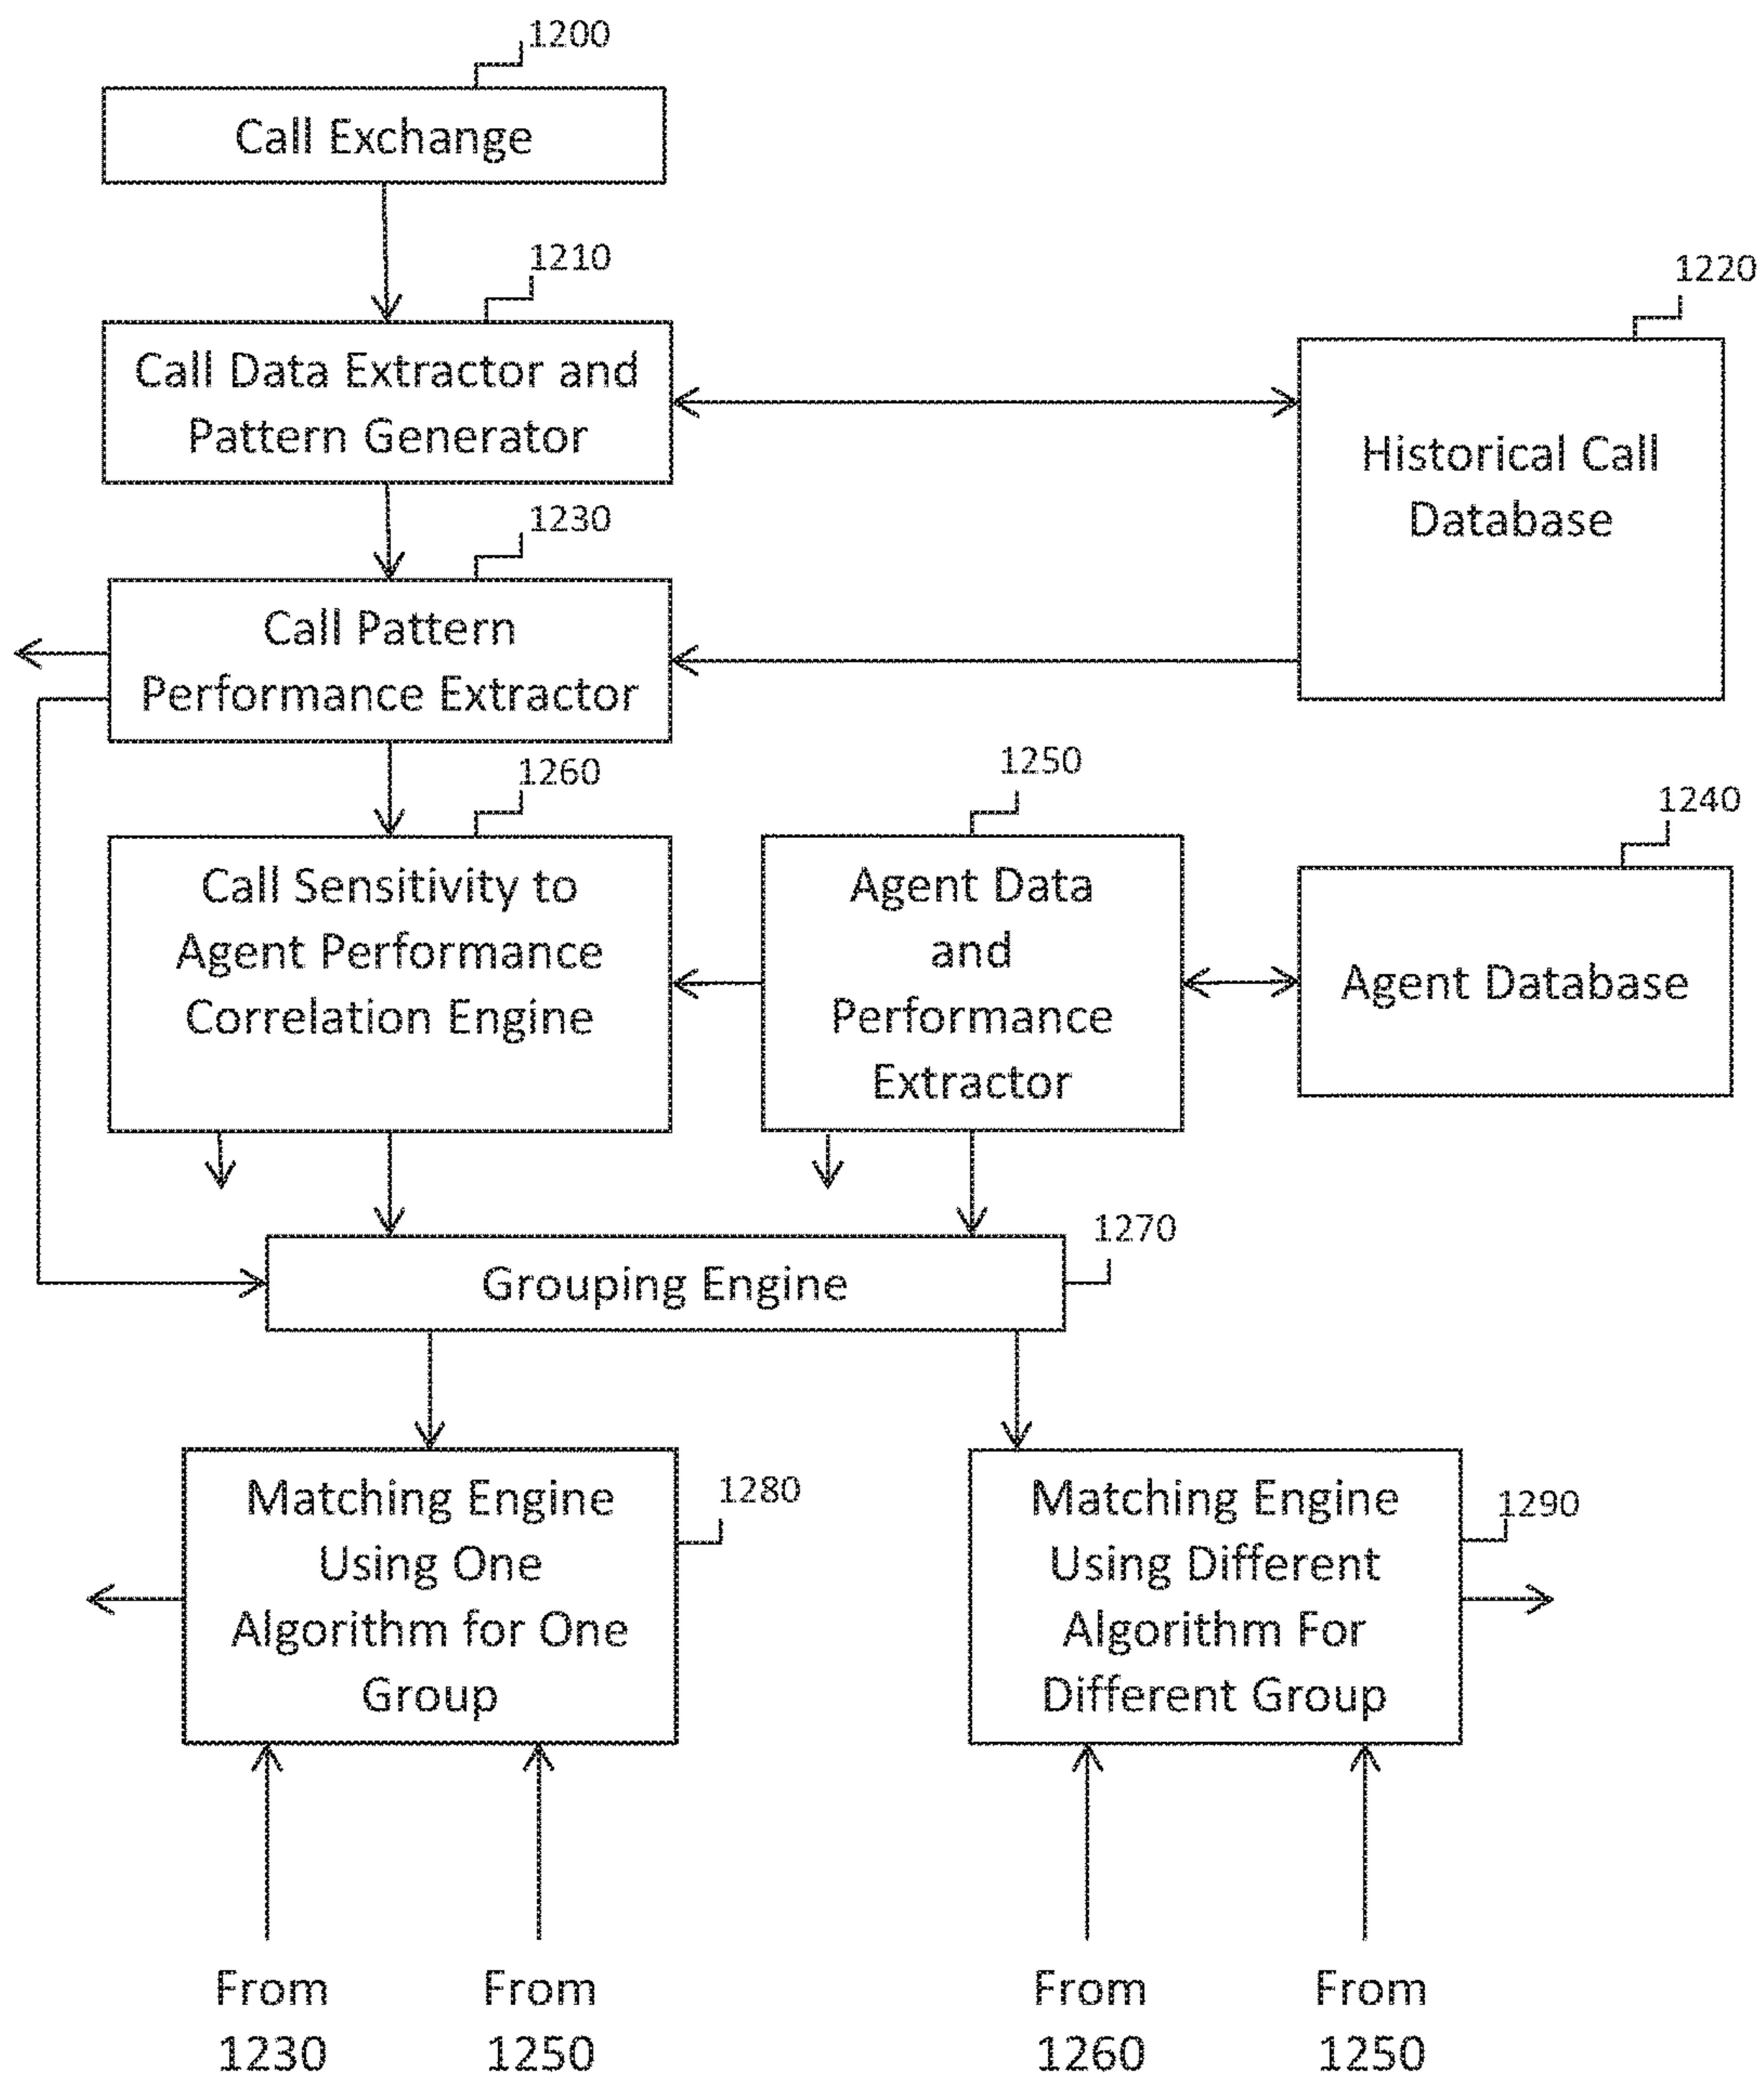 1200
Call Exchange
1210
1220
Call Data Extractor and
Pattern Generator
Historical Call
Database
1230
Call Pattern
Performance Extractor
1260
1250
1240
Call Sensitivity to
Agent Performance
Correlation Engine
Agent Data
and
Performance
Extractor
Agent Database
1270
Grouping Engine
1280
Matching Engine
Using One
Algorithm for One
Group
1290
Matching Engine
Using Different
Algorithm For
Different Group
From
1230
From
1250
From
1260
From
1250